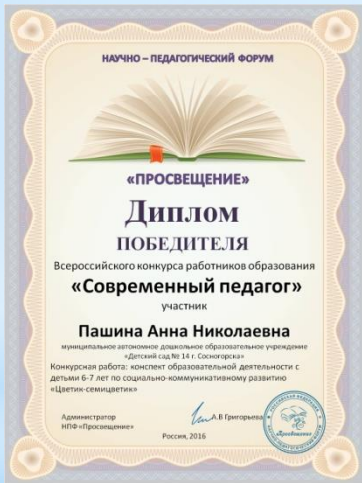 НАУЧНО – ПЕДАГОГИЧЕСКИЙ ФОРУМ
«ПРОСВЕЩЕНИЕ»
Диплом
ПОБЕДИТЕЛЯ
Всероссийского конкурса работников образования
«Современный педагог»
участник
Пашина Анна Николаевна
муниципальное автономное дошкольное образовательное учреждение
«Детский сад № 14 г. Сосногорска»
Конкурсная работа: конспект образовательной деятельности с
детьми 6-7 лет по социально-коммуникативному развитию
«Цветик-семицветик»
Администратор
А.В Григорьева
НПФ «Просвещение»
Россия, 2016
Просвещение